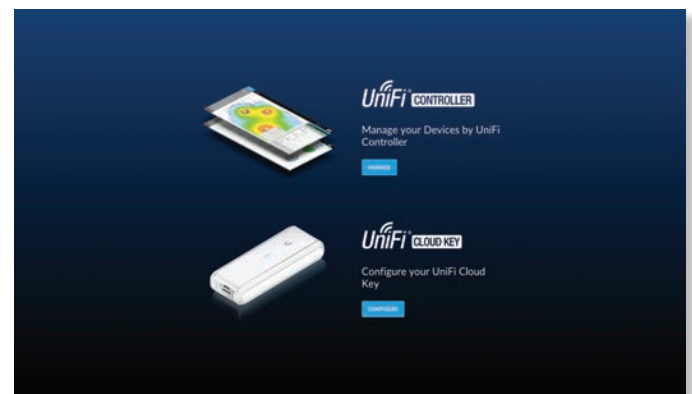 UniFi CONTROLLER
Manage your Devices by UniFi
Controller
MANAGE
UniFi CLOUD KEY
Configure your UniFi Cloud
Key
CONFIGURE